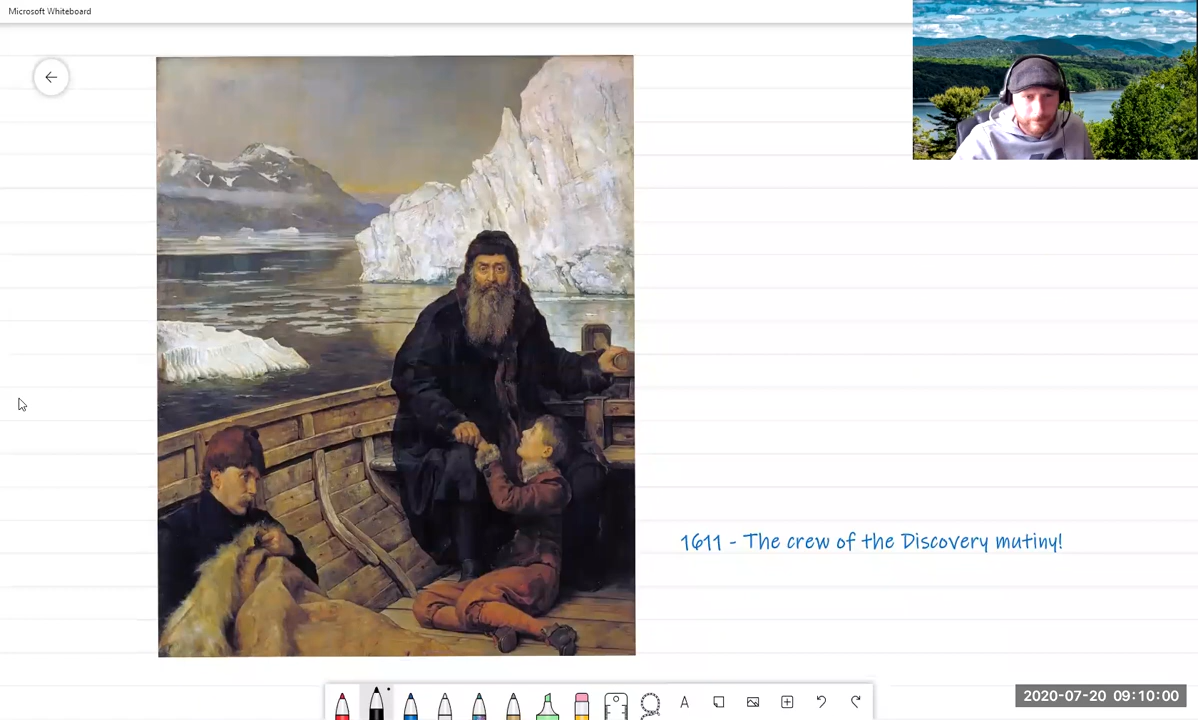 Microsoft Whiteboard
1611 - The crew of the Discovery mutiny!
A
2020-07-20 09:10:00